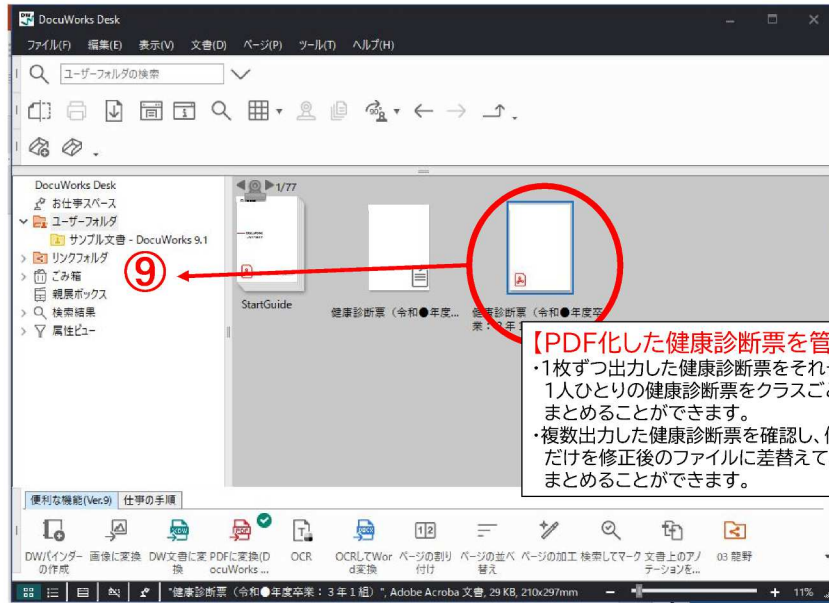 DocuWorks Desk
ファイル(F) 編集(E) 表示(V) 文書(D) ページ(P) ツール(T) ヘルプ(H)
ユーザーフォルダの検索
DocuWorks Desk
お仕事スペース
ユーザーフォルダ
サンプル文書 - DocuWorks 9.1
リンクフォルダ
ごみ箱
親展ボックス
検索結果
属性ビュー
⑨
1/77
StartGuide
健康診断票（令和●年度...
健康診断票（令和●年度卒
業：3年1
【PDF化した健康診断票を管
・1枚ずつ出力した健康診断票をそれ
1人ひとりの健康診断票をクラスご
まとめることができます。
・複数出力した健康診断票を確認し、
だけを修正後のファイルに差替えて
まとめることができます。
便利な機能(Ver.9) 仕事の手順
DWバインダー
の作成
画像に変換
DW文書に変
換
PDFに変換(D
ocuWorks ...
OCR
OCRしてWor
d変換
ページの割り
付け
ページの並べ
替え
ページの加工
検索してマーク
文書上のアノ
テーションを...
03 龍野
"健康診断票（令和●年度卒業：3年1組）", Adobe Acroba 文書, 29 KB, 210x297mm
11%